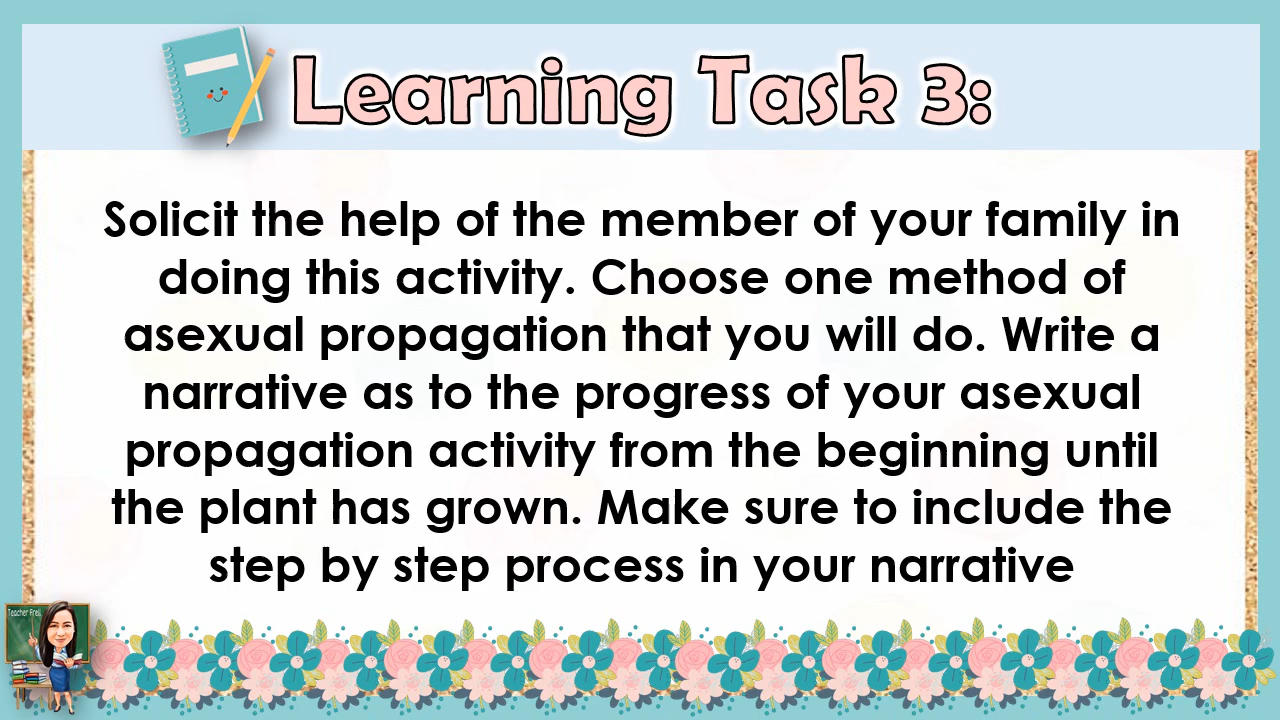 Learning Task 3:
Solicit the help of the member of your family in
doing this activity. Choose one method of
asexual propagation that you will do. Write a
narrative as to the progress of your asexual
propagation activity from the beginning until
the plant has grown. Make sure to include the
step by step process in your narrative
Teacher Frell